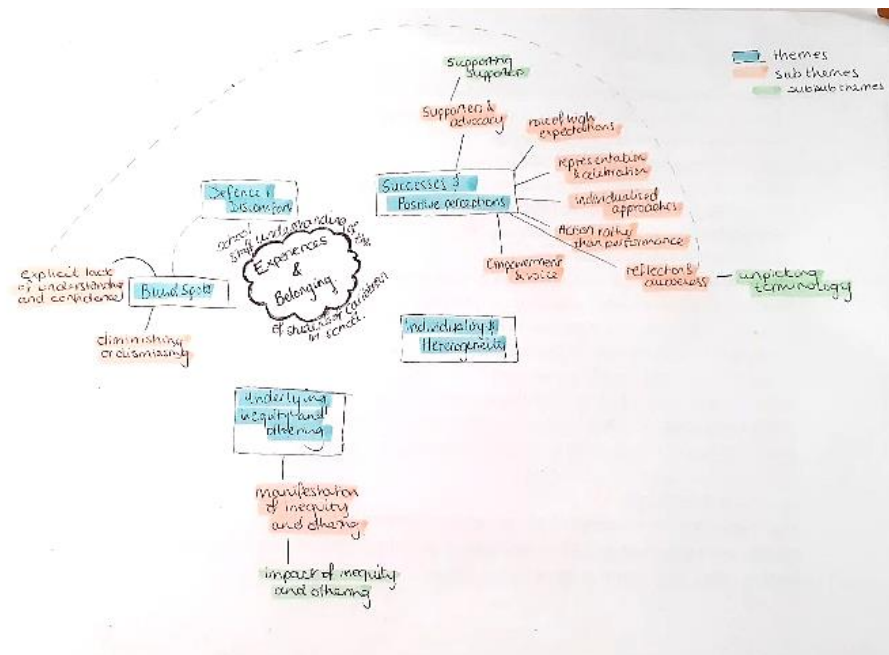 themes
sub themes
subsub themes
Supporting
supporters
Supporters &
advocacy
role of high
expectations
representation
& celebration
individualised
approaches
Action rather
than performance
reflection &
awareness
unpicking
terminology
Empowerment
& voice
Successes &
Positive perceptions
Defence &
Discomfort
school
staff understanding of the
Experiences
&
Belonging
of students of
in school.
explicit lack
of understanding
and confidence
Blind Spots
diminishing
or dismissing
individuality &
Heterogeneity
underlying
inequity and
othering
manifestation
of inequity
and othering
impact of inequity
and othering